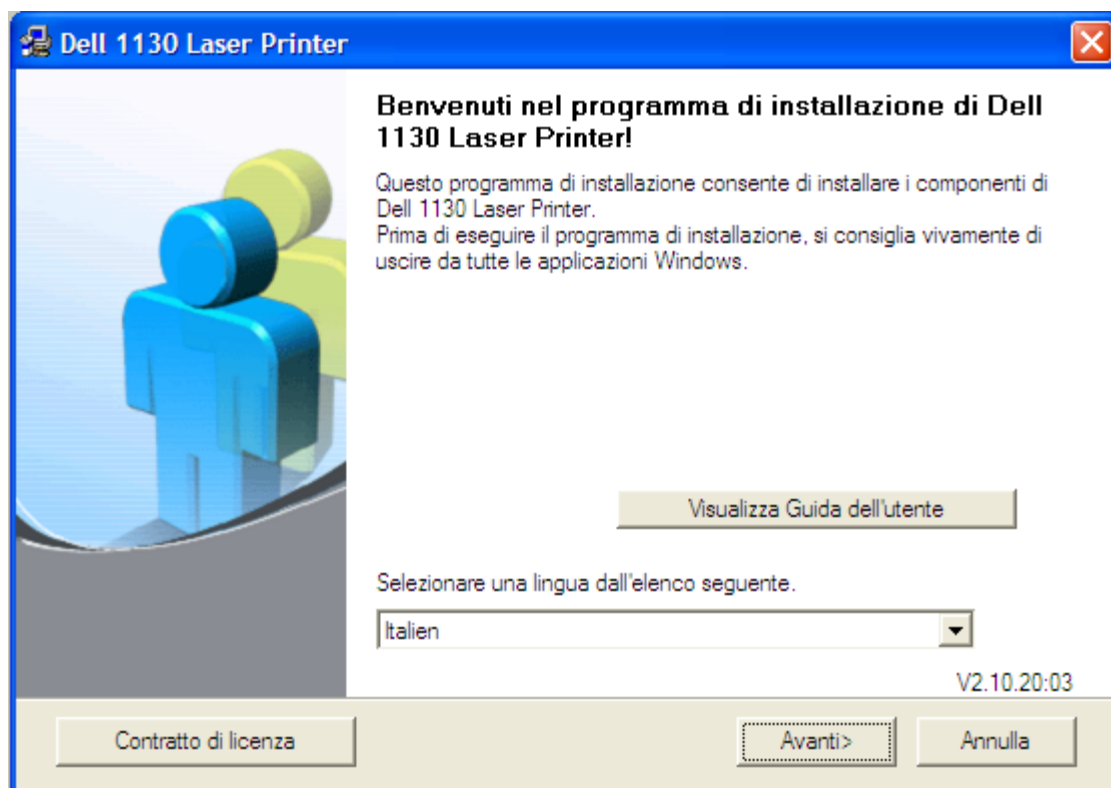 Dell 1130 Laser Printer
Benvenuti nel programma di installazione di Dell
1130 Laser Printer!
Questo programma di installazione consente di installare i componenti di
Dell 1130 Laser Printer.
Prima di eseguire il programma di installazione, si consiglia vivamente di
uscire da tutte le applicazioni Windows.
Visualizza Guida dell'utente
Selezionare una lingua dall'elenco seguente.
Italien
V2.10.20:03
Contratto di licenza
Avanti>
Annulla